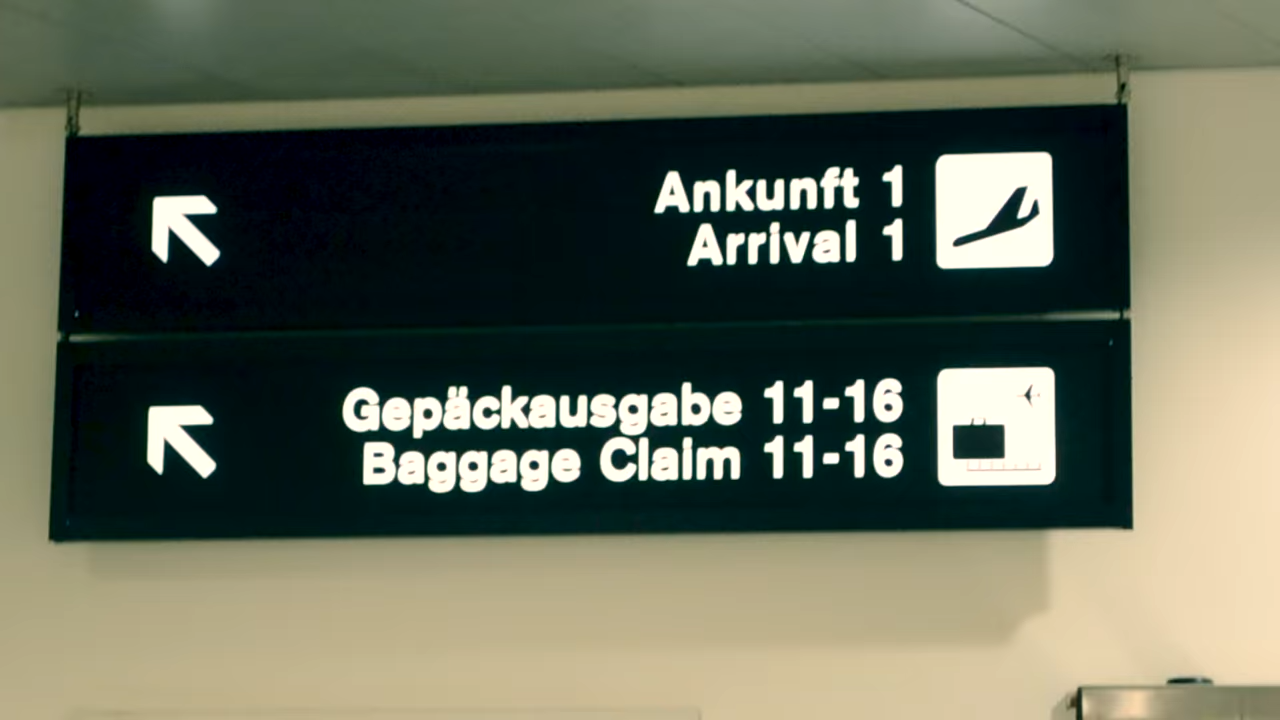 Ankunft 1
Arrival 1
Gepäckausgabe 11-16
Baggage Claim 11-16